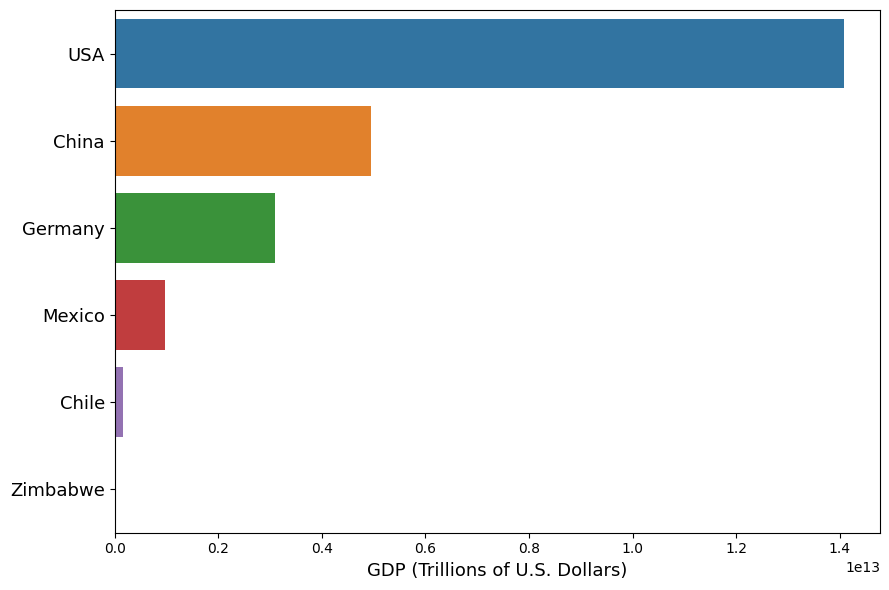 USA
China
Germany
Mexico
Chile
Zimbabwe
0.0 0.2 0.4 0.6 0.8 1.0 1.2 1.4
1e13
GDP (Trillions of U.S. Dollars)